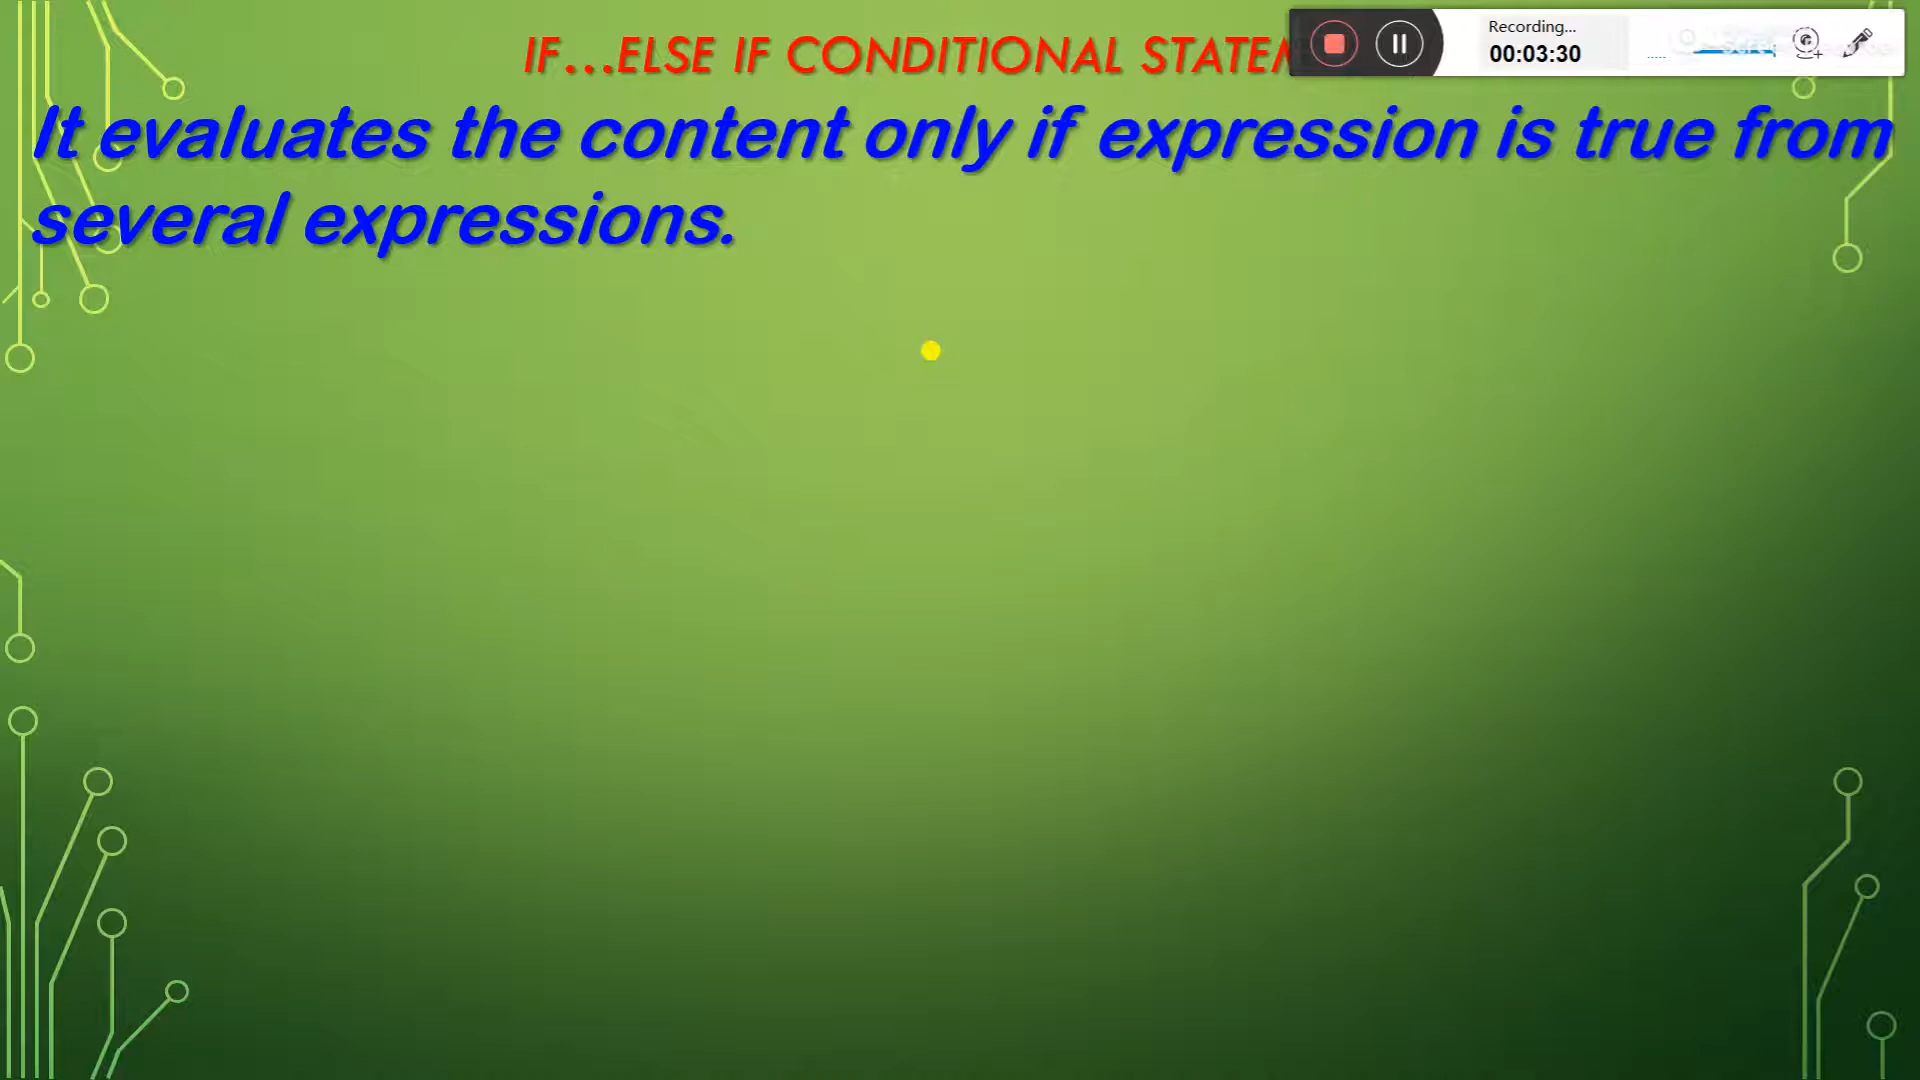 IF...ELSE IF CONDITIONAL
Recording...
00:03:30
It evaluates the content only if expression is true from
several expressions.